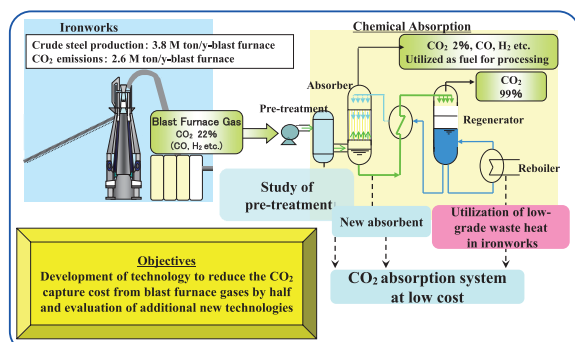 Ironworks
Crude steel production: 3.8 M ton/y-blast furnace
CO2 emissions: 2.6 M ton/y-blast furnace
Blast Furnace Gas
CO2 22%
(CO, H2 etc.)
Chemical Absorption
CO2 2%, CO, H2 etc.
Utilized as fuel for processing
Absorber
CO2
99%
Pre-treatment
Regenerator
Reboiler
Study of
pre-treatment
New absorbent
Utilization of low-
grade waste heat
in ironworks
CO2 absorption system
at low cost
Objectives
Development of technology to reduce the CO2
capture cost from blast furnace gases by half
and evaluation of additional new technologies